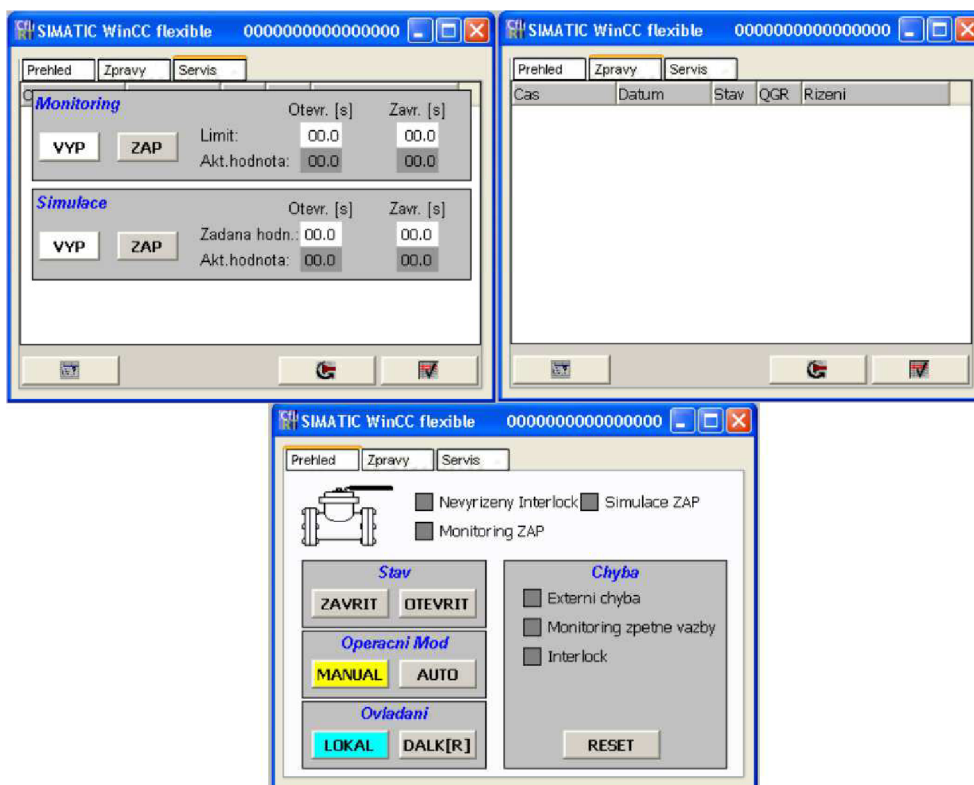 SIMATIC WinCC flexible 0000000000000000
Prehled Zpravy Servis
Monitoring
Otevr. [s] Zavr. [s]
VYP ZAP Limit: 00.0 00.0
Akt.hodnota: 00.0 00.0
Simulace
Otevr. [s] Zavr. [s]
VYP ZAP Zadana hodn.: 00.0 00.0
Akt.hodnota: 00.0 00.0
SIMATIC WinCC flexible 0000000000000000
Prehled Zpravy Servis
Cas Datum Stav QGR Rizeni
SIMATIC WinCC flexible 0000000000000000
Prehled Zpravy Servis
Nevyrizeny Interlock Simulace ZAP
Monitoring ZAP
Stav
ZAVRIT OTEVRIT
Operacni Mod
MANUAL AUTO
Ovladani
LOKAL DALK[R]
Chyba
Externi chyba
Monitoring zpetne vazby
Interlock
RESET